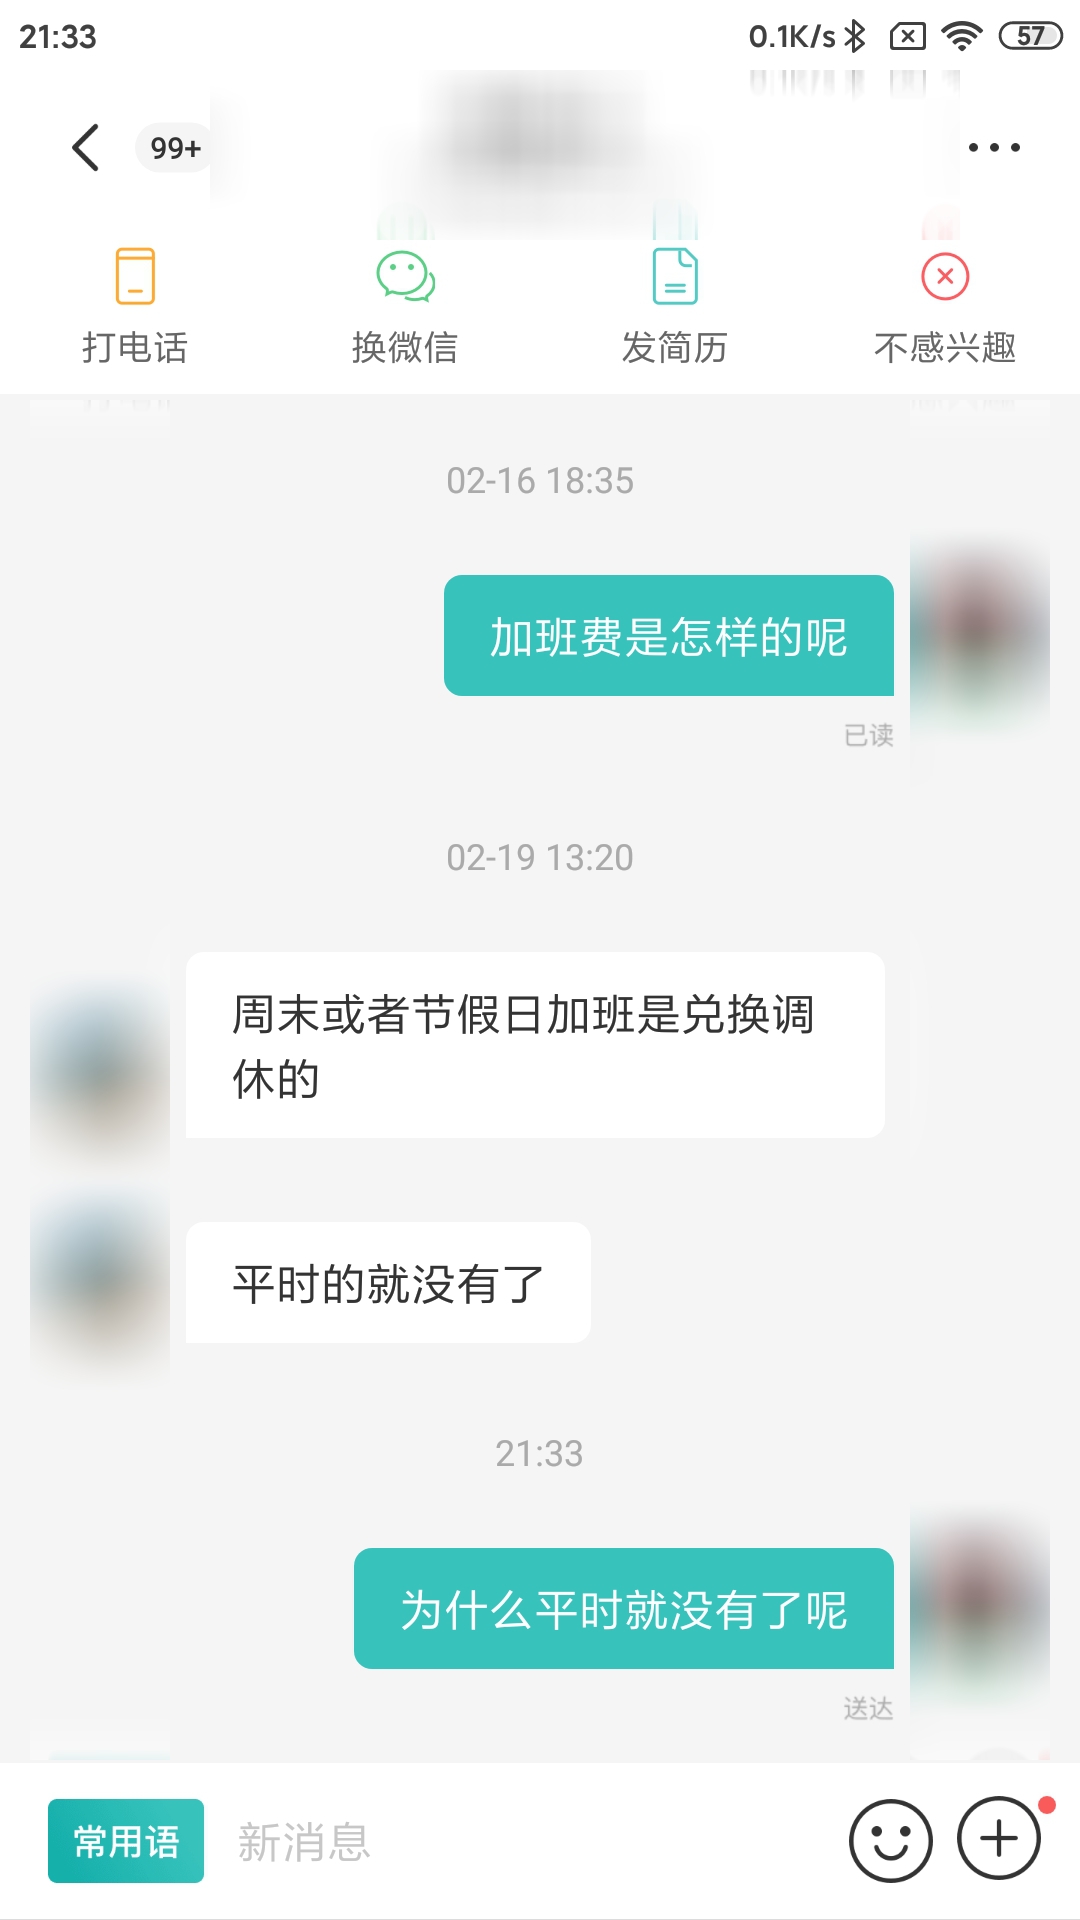 21:33
0.1K/s
57
99+
打电话
换微信
发简历
不感兴趣
02-16 18:35
加班费是怎样的呢
已读
02-19 13:20
周末或者节假日加班是兑换调
休的
平时的就没有了
21:33
为什么平时就没有了呢
送达
常用语
新消息